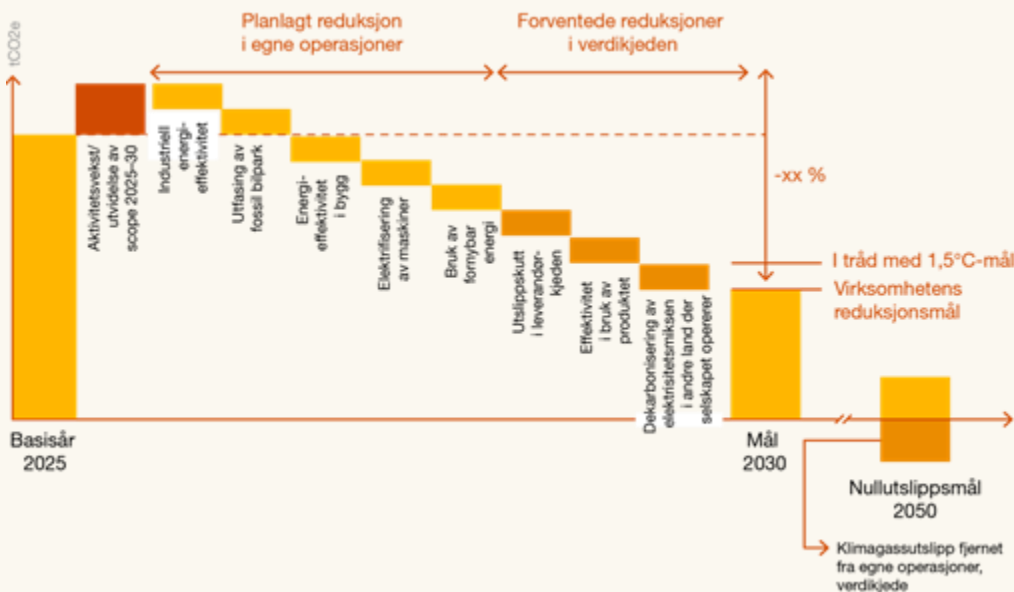 tCO2e
Planlagt reduksjon
i egne operasjoner
Forventede reduksjoner
i verdikjeden
Aktivitetsvekst/
utvidelse av
scope 2025–30
Industriell
energi-
effektivitet
Utfasing av
fossil bilpark
Energi-
effektivitet
i bygg
Elektrifisering
av maskiner
Bruk av
fornybar
energi
Utslippskutt
i leverandør-
kjeden
Effektivitet
i bruk av
produktet
Dekarbonisering av
elektrisitetsmiksen
i andre land der
selskapet opererer
-xx %
I tråd med 1,5°C-mål
Virksomhetens
reduksjonsmål
Basisår
2025
Mål
2030
Nullutslippsmål
2050
Klimagassutslipp fjernet
fra egne operasjoner,
verdikjede